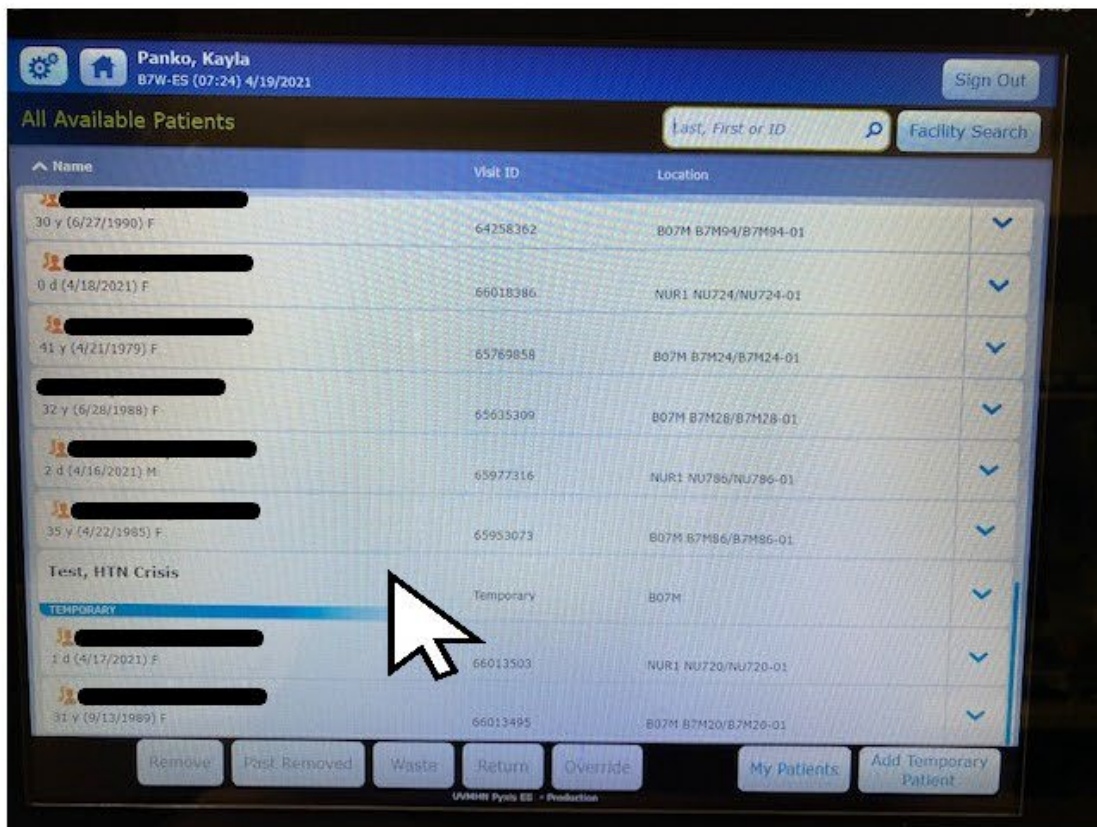 Panko, Kayla
B7W-ES (07:24) 4/19/2021
Sign Out
All Available Patients
Last, First or ID
Facility Search
Name Visit ID Location
30 y (6/27/1990) F 64258362 B07M B7M94/B7M94-01
0 d (4/18/2021) F 66018386 NUR1 NU724/NU724-01
41 y (4/21/1979) F 65769858 B07M B7M24/B7M24-01
32 y (6/28/1988) F 65635309 B07M B7M28/B7M28-01
2 d (4/16/2021) M 65977316 NUR1 NU786/NU786-01
35 y (4/22/1985) F 65953073 B07M B7M86/B7M86-01
Test, HTN Crisis
Temporary B07M
TEMPORARY
1 d (4/17/2021) F 66013503 NUR1 NU720/NU720-01
31 y (9/13/1989) F 66013495 B07M B7M20/B7M20-01
Remove Past Removed Waste Return Override My Patients Add Temporary Patient
UVMHN Pyxis ES - Production